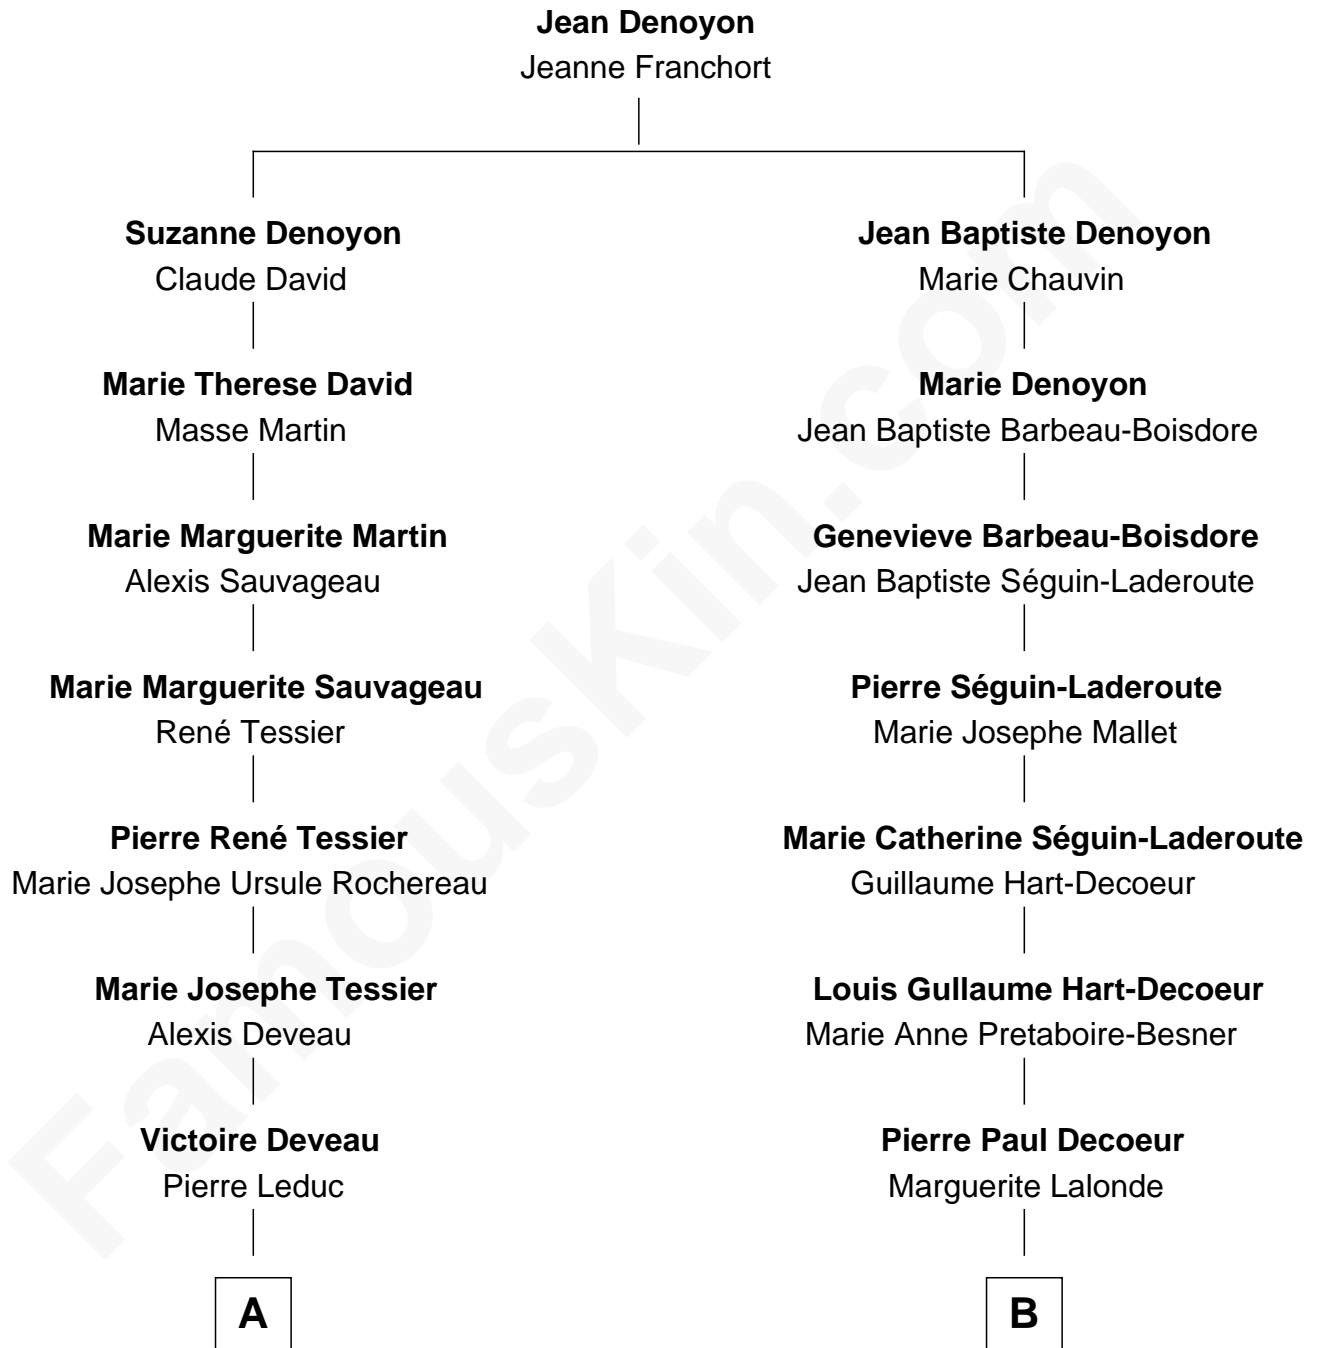 Jean Denoyon
Jeanne Franchort
Suzanne Denoyon
Claude David
Jean Baptiste Denoyon
Marie Chauvin
Marie Therese David
Masse Martin
Marie Denoyon
Jean Baptiste Barbeau-Boisdore
Marie Marguerite Martin
Alexis Sauvageau
Genevieve Barbeau-Boisdore
Jean Baptiste Séguin-Laderoute
Marie Marguerite Sauvageau
René Tessier
Pierre Séguin-Laderoute
Marie Josephe Mallet
Pierre René Tessier
Marie Josephe Ursule Rochereau
Marie Catherine Séguin-Laderoute
Guillaume Hart-Decoeur
Marie Josephe Tessier
Alexis Deveau
Louis Gullaume Hart-Decoeur
Marie Anne Pretaboire-Besner
Victoire Deveau
Pierre Leduc
Pierre Paul Decoeur
Marguerite Lalonde
A
B
FamousKin.com